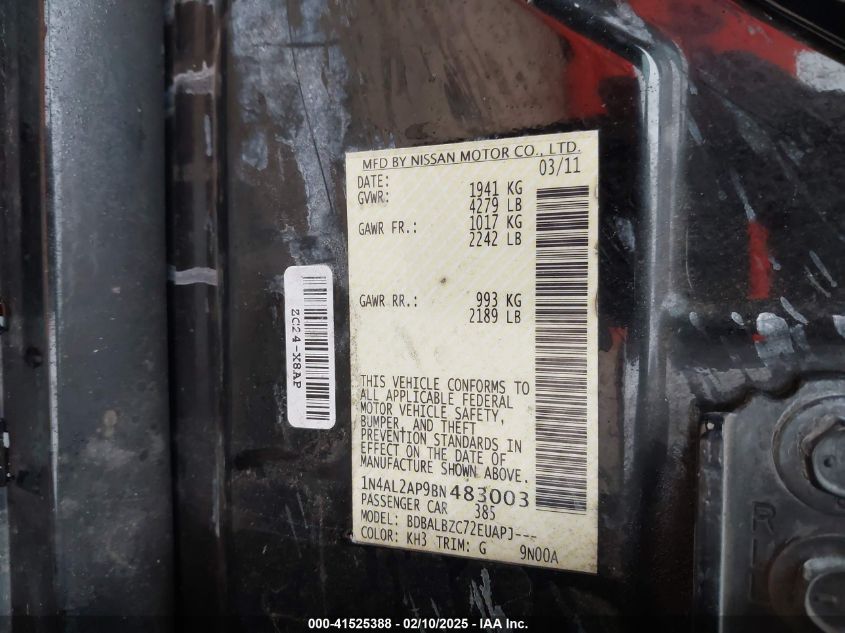 MFD BY NISSAN MOTOR CO., LTD.
DATE: 03/11
GVWR: 1941 KG
4279 LB
GAWR FR.: 1017 KG
2242 LB
GAWR RR.: 993 KG
2189 LB
THIS VEHICLE CONFORMS TO
ALL APPLICABLE FEDERAL
MOTOR VEHICLE SAFETY,
BUMPER, AND THEFT
PREVENTION STANDARDS IN
EFFECT ON THE DATE OF
MANUFACTURE SHOWN ABOVE.
1N4AL2AP9BN483003
PASSENGER CAR 385
MODEL: BDBALBZC72EUAPJ---
COLOR: KH3 TRIM: G 9N00A
ZC24-X8AP
000-41525388 - 02/10/2025 - IAA Inc.